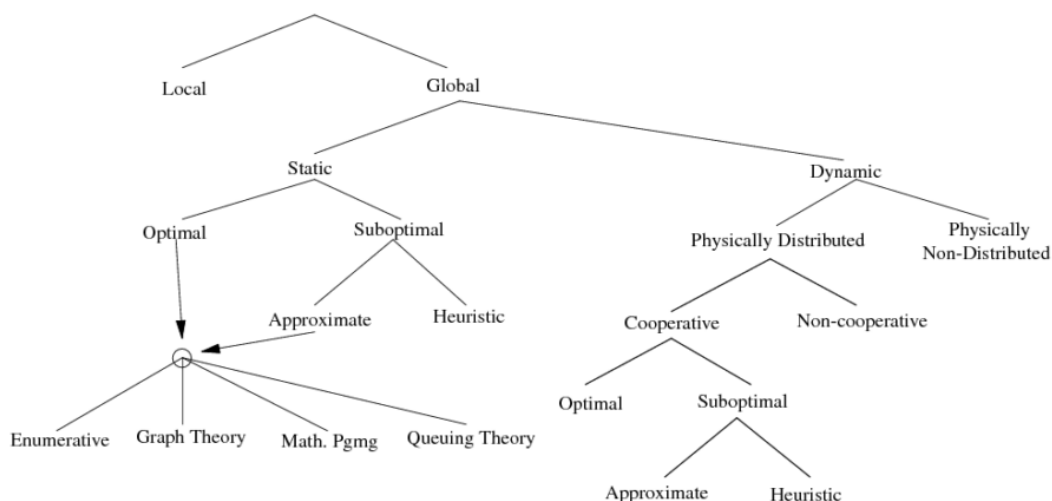 Local
Global
Static
Dynamic
Optimal
Suboptimal
Physically Distributed
Physically
Non-Distributed
Approximate
Heuristic
Cooperative
Non-cooperative
Optimal
Suboptimal
Enumerative
Graph Theory
Math. Pgmg
Queuing Theory
Approximate
Heuristic